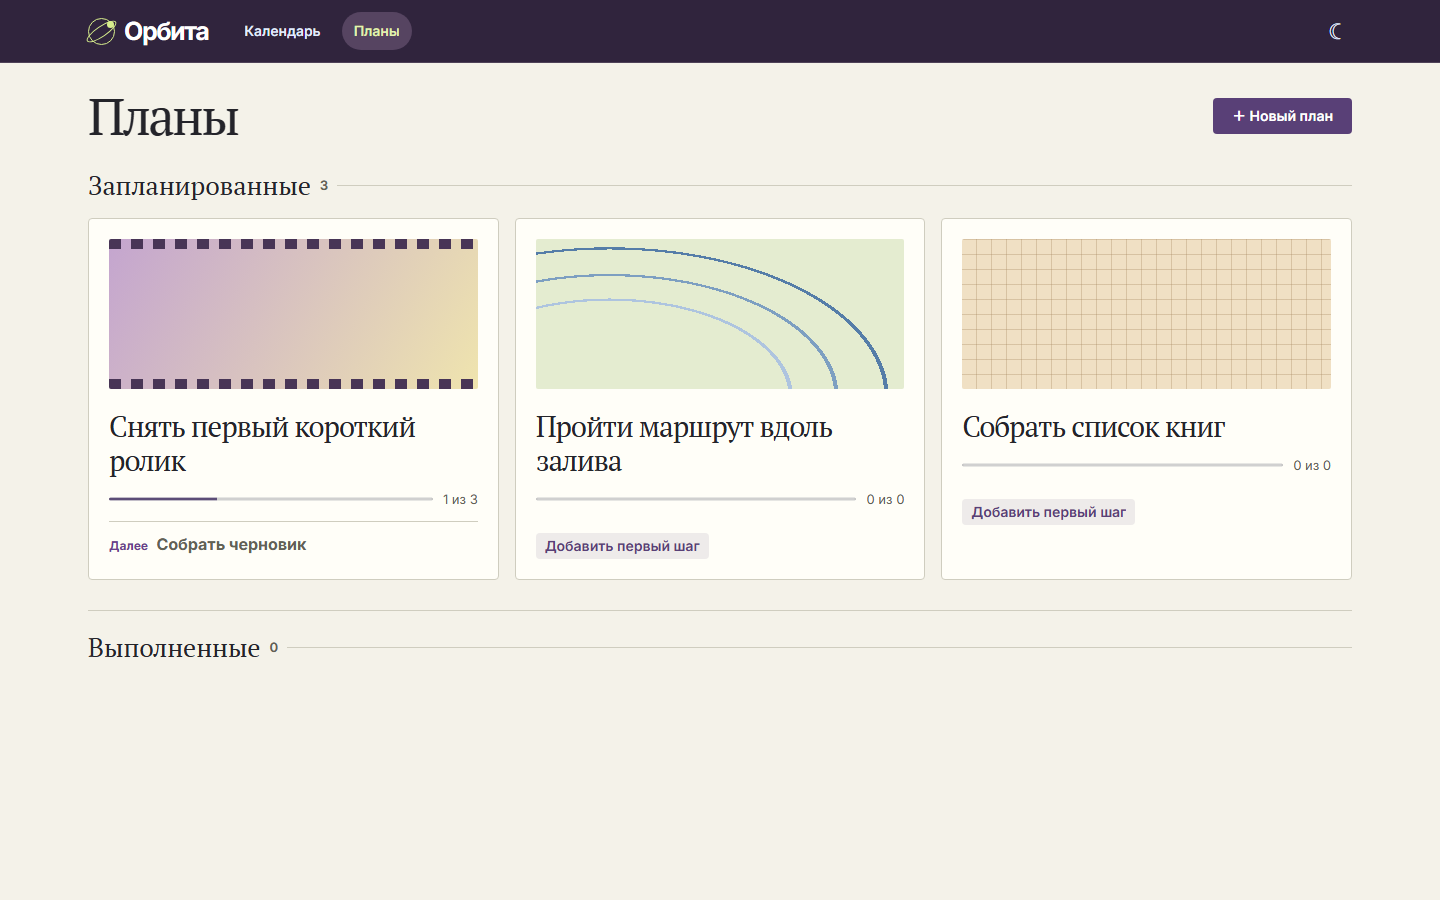 Орбита
Календарь
Планы
Планы
+ Новый план
Запланированные 3
Снять первый короткий
ролик
1 из 3
Далее Собрать черновик
Пройти маршрут вдоль
залива
0 из 0
Добавить первый шаг
Собрать список книг
0 из 0
Добавить первый шаг
Выполненные 0